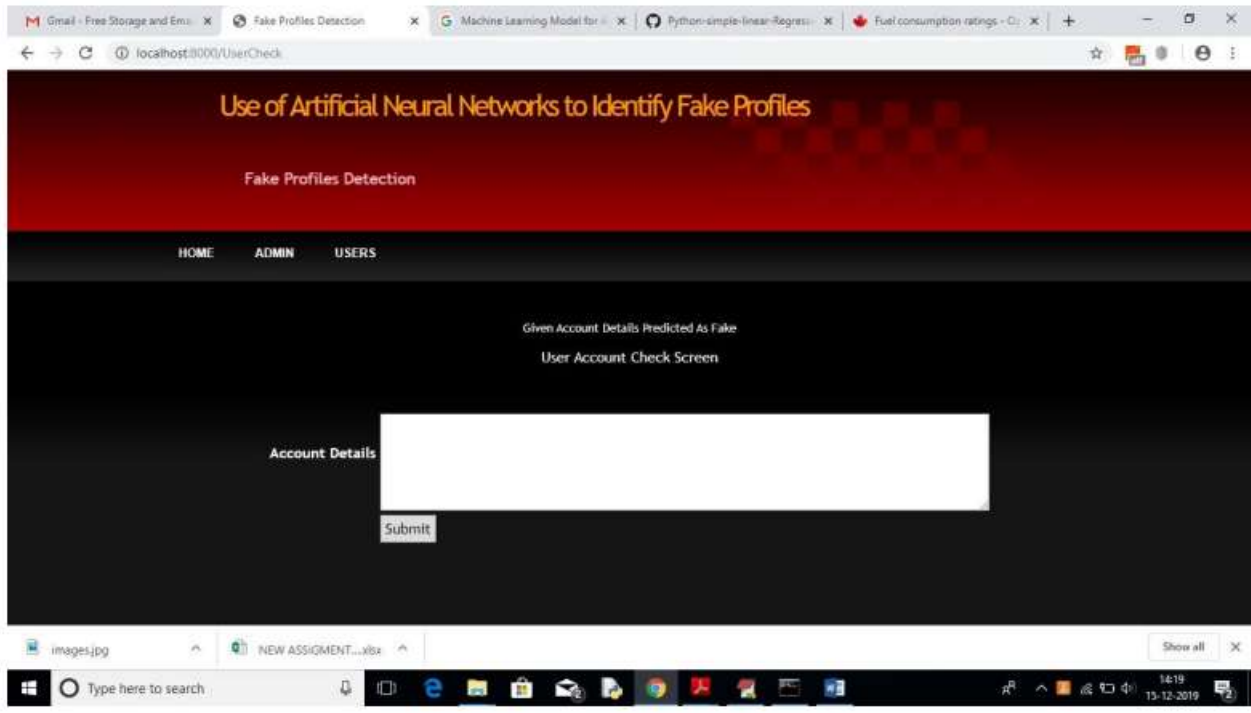 Gmail - Free Storage and Ema
Fake Profiles Detection
Machine Learning Model for
Python-simple-linear-Regress
Fuel consumption ratings -
localhost:8000/UserCheck
Use of Artificial Neural Networks to Identify Fake Profiles
Fake Profiles Detection
HOME ADMIN USERS
Given Account Details Predicted As Fake
User Account Check Screen
Account Details
Submit
images.jpg
NEW ASSIGMENT....xlsx
Show all
Type here to search
14:19
15-12-2019